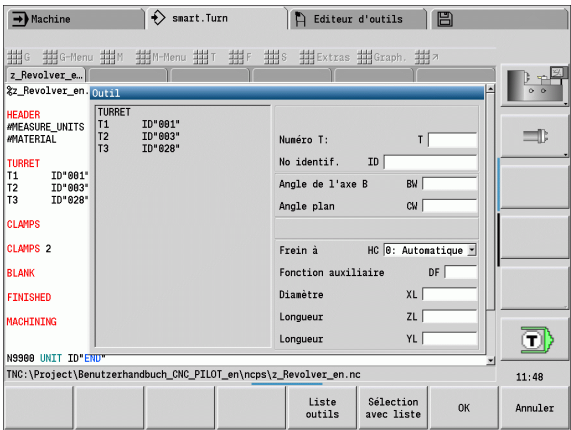 Machine
smart.Turn
Editeur d'outils
G G-Menu M M-Menu T F S Extras Graph.
z_Revolver_e…
%z_Revolver_en.
Outil
HEADER
#MEASURE_UNITS
#MATERIAL
TURRET
T1 ID"001"
T2 ID"003"
T3 ID"028"
CLAMPS
CLAMPS 2
BLANK
FINISHED
MACHINING
N9900 UNIT ID"END"
TURRET
T1 ID"001"
T2 ID"003"
T3 ID"028"
Numéro T: T
No identif. ID
Angle de l'axe B BW
Angle plan CW
Frein à HC 0: Automatique
Fonction auxiliaire DF
Diamètre XL
Longueur ZL
Longueur YL
T
TNC:\Project\Benutzerhandbuch_CNC_PILOT_en\ncps\z_Revolver_en.nc
11:48
Liste outils
Sélection avec liste
OK
Annuler